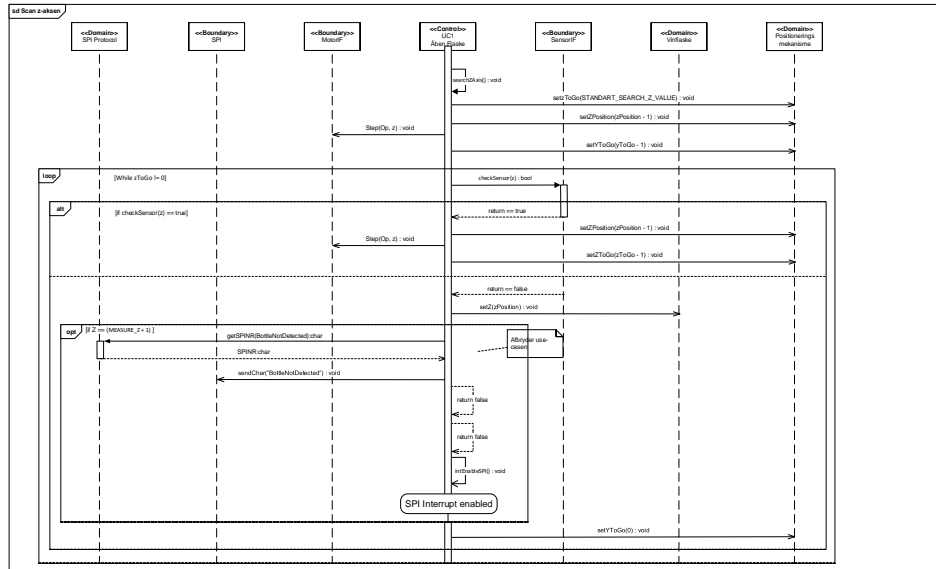 sd Scan z-aksen
<<Domain>>
SPI Protocol
<<Boundary>>
SPI
<<Boundary>>
MotorIF
<<Control>>
UC1
Åben Flaske
<<Boundary>>
SensorIF
<<Domain>>
Vinflaske
<<Domain>>
Positionerings
mekanisme
searchZAxis() : void
setzToGo(STANDART_SEARCH_Z_VALUE) : void
setZPosition(zPosition - 1) : void
Step(Op, z) : void
setYToGo(yToGo - 1) : void
loop
[While zToGo != 0]
checkSensor(z) : bool
alt
[if checkSensor(z) == true]
return == true
setZPosition(zPosition - 1) : void
Step(Op, z) : void
setZToGo(zToGo - 1) : void
return == false
setZ(zPosition) : void
opt
[if Z == (MEASURE_Z + 1) ]
getSPINR(BottleNotDetected):char
Afbryder use-
casen
SPINR:char
sendChar("BottleNotDetected") : void
return false
return false
intEnableSPI() : void
SPI Interrupt enabled
setYToGo(0) : void